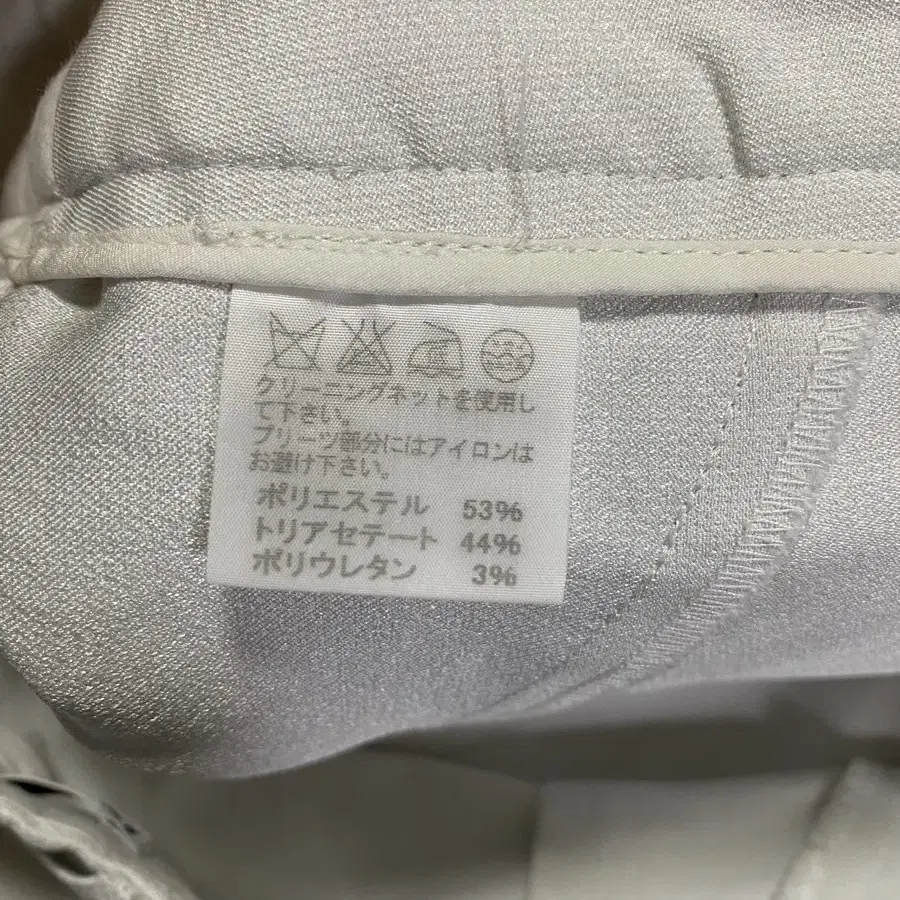 クリーニングネットを使用し
て下さい。
プリーツ部分にはアイロンは
お避け下さい。
ポリエステル 53%
トリアセテート 44%
ポリウレタン 3%